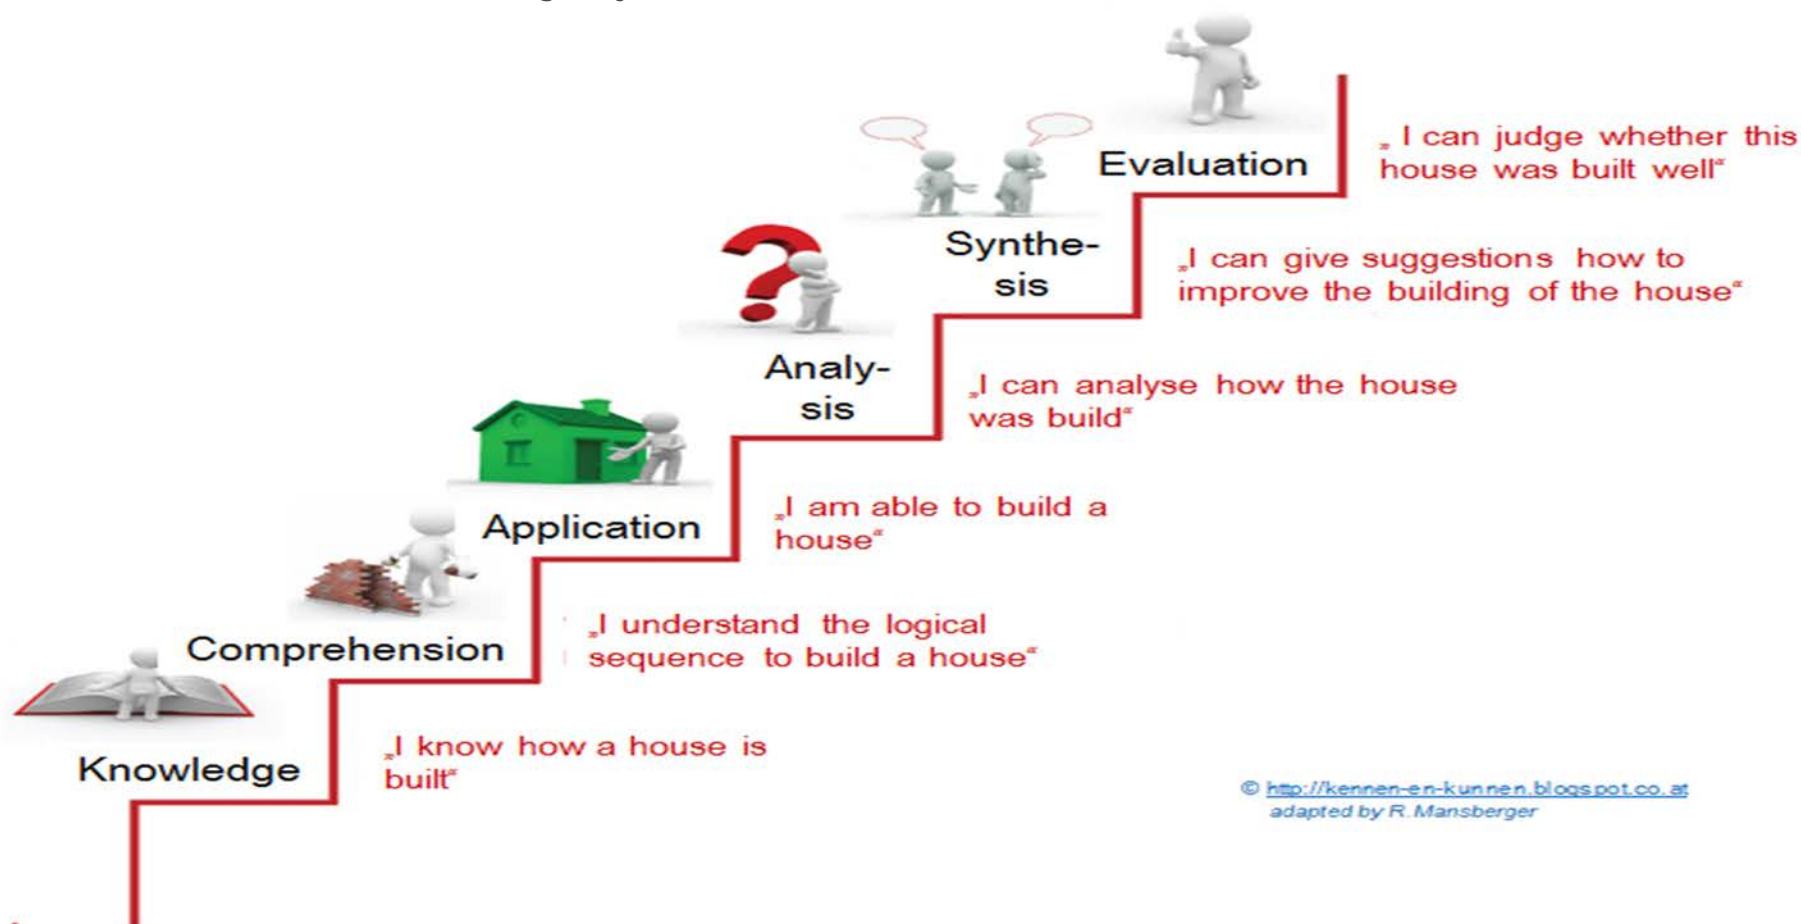 Evaluation
„ I can judge whether this
house was built well“
Synthe-
sis
„I can give suggestions how to
improve the building of the house“
Analy-
sis
„I can analyse how the house
was build“
Application
„I am able to build a
house“
Comprehension
„I understand the logical
sequence to build a house“
Knowledge
„I know how a house is
built“
© http://kennen-en-kunnen.blogspot.co.at
adapted by R.Mansberger